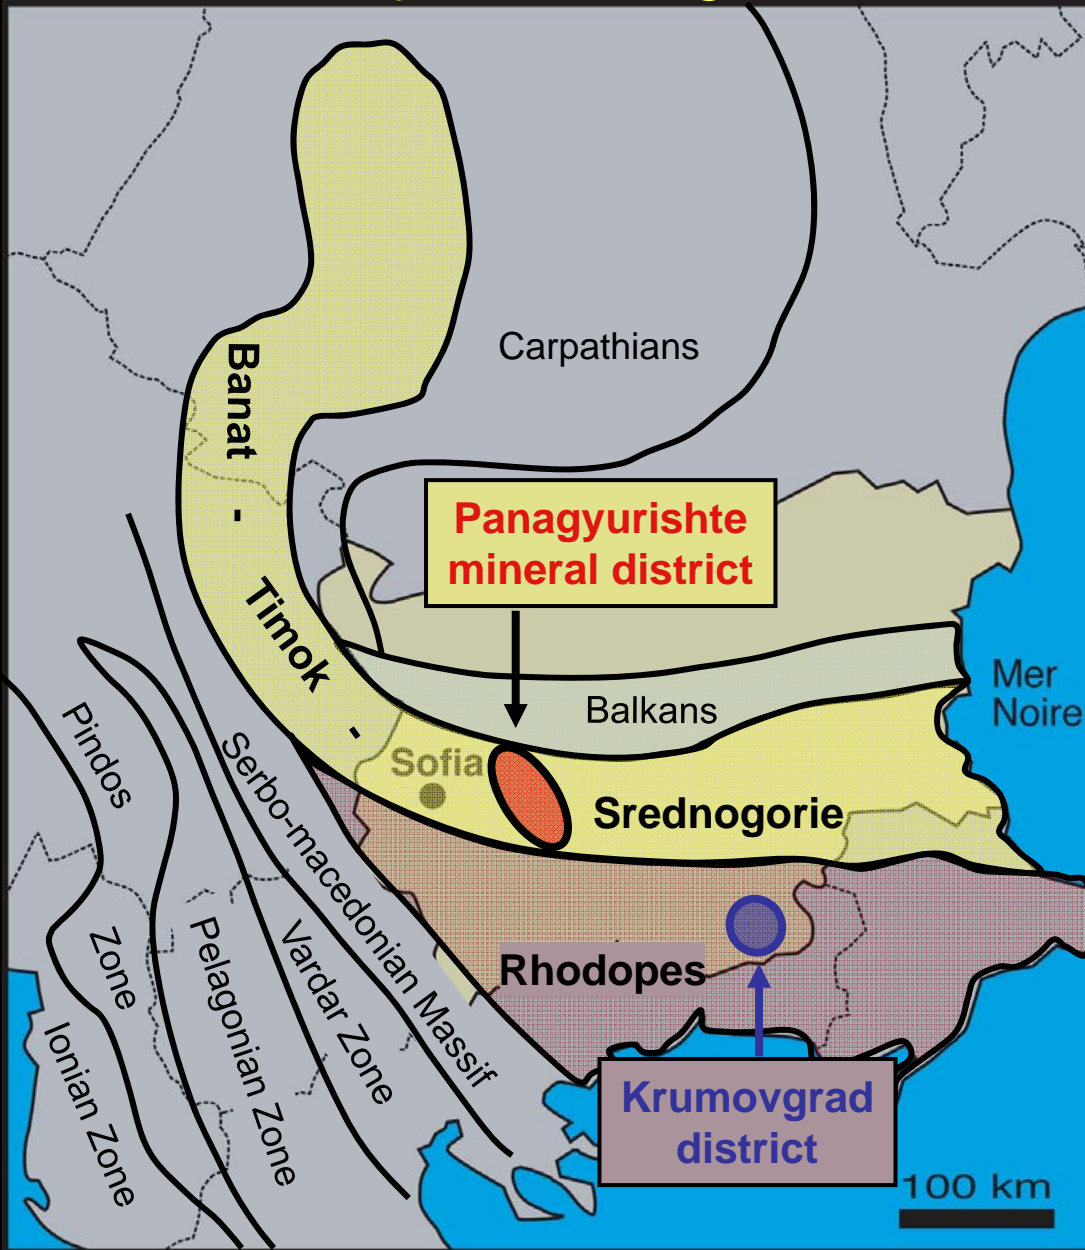 Carpathians
Banat
-
Timok
-
Panagyurishte
mineral district
Balkans
Mer
Noire
Sofia
Srednogorie
Pindos
Zone
Serbo-macedonian Massif
Vardar Zone
Pelagonian Zone
Ionian Zone
Rhodopes
Krumovgrad
district
100 km